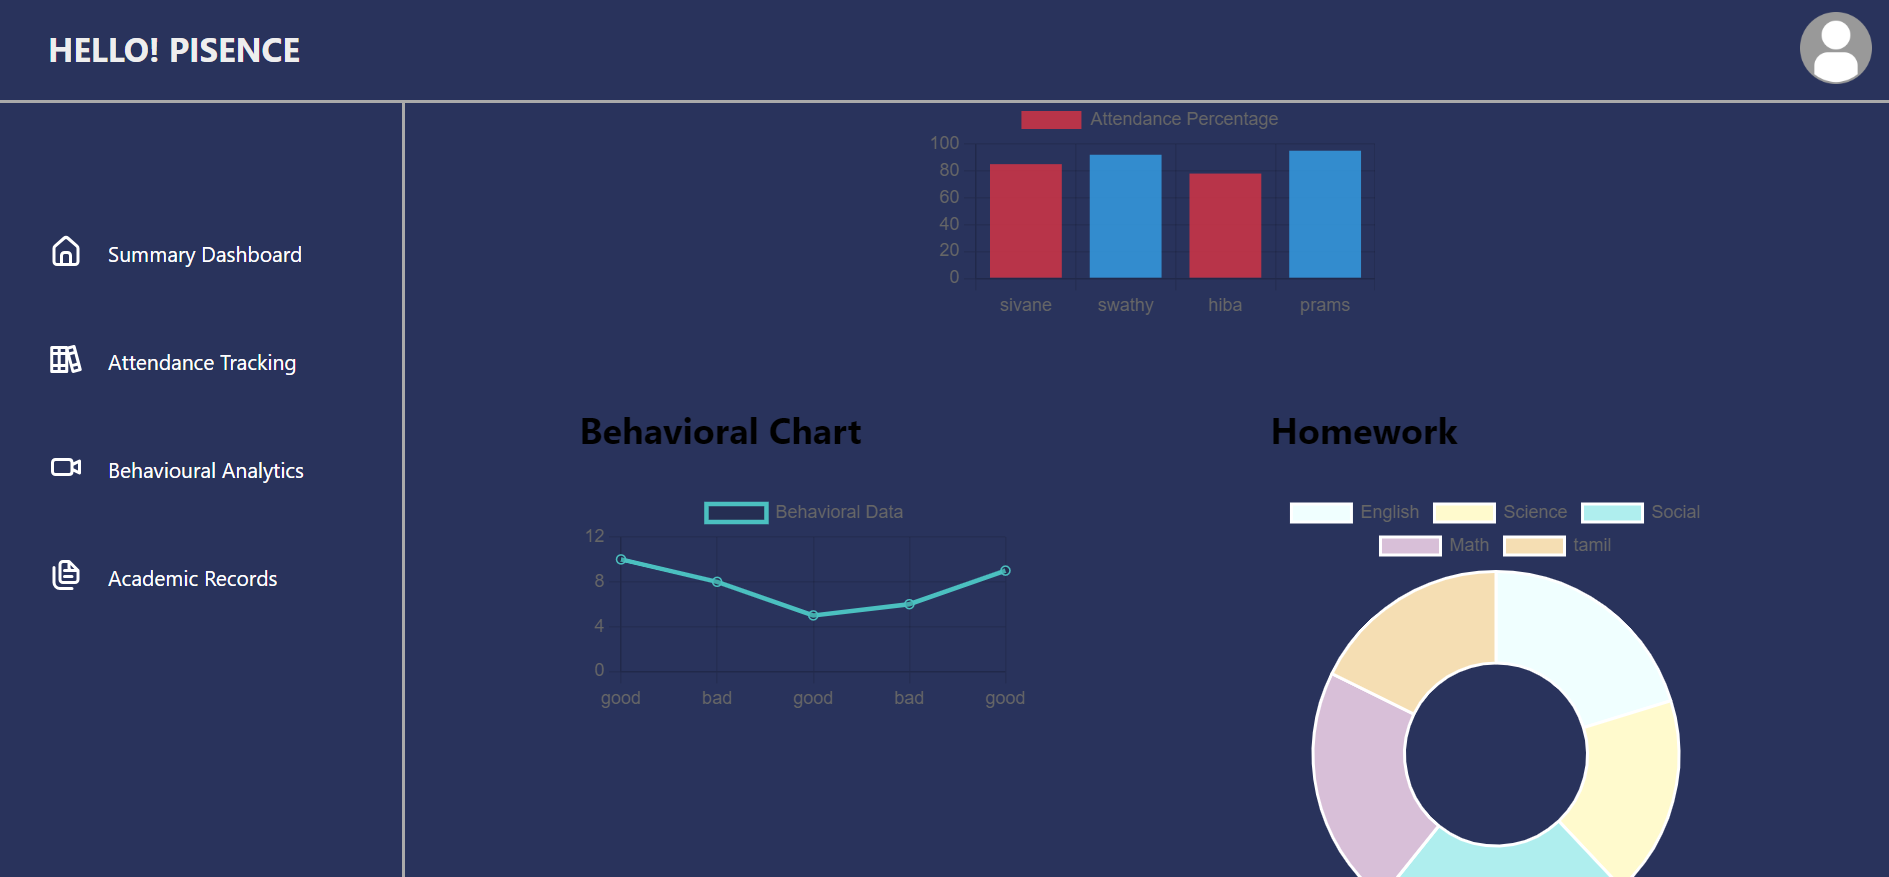 HELLO! PISENCE
Summary Dashboard
Attendance Tracking
Behavioural Analytics
Academic Records
Attendance Percentage
100
80
60
40
20
0
sivane swathy hiba prams
Behavioral Chart
Behavioral Data
12
8
4
0
good bad good bad good
Homework
English Science Social
Math tamil